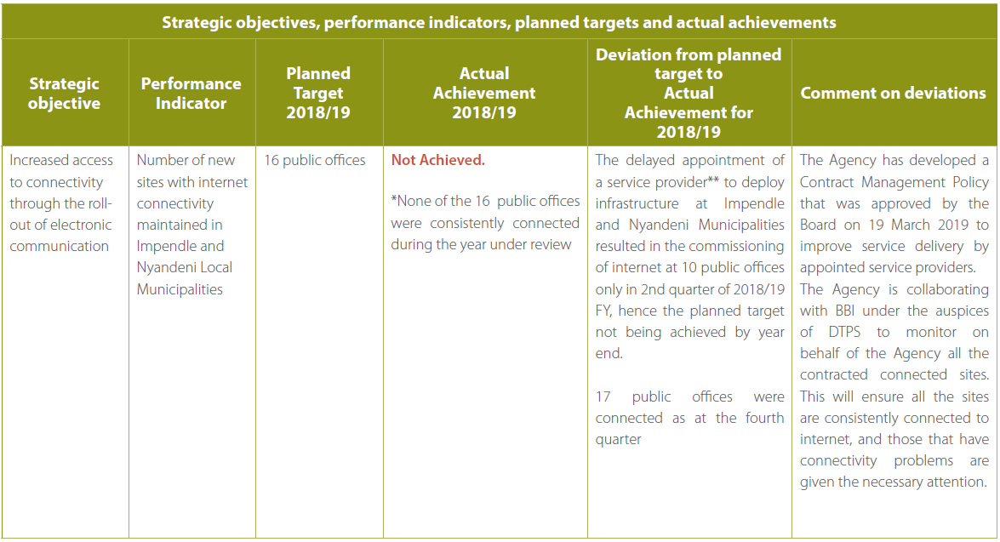 Strategic objectives, performance indicators, planned targets and actual achievements
Strategic
objective
Performance
Indicator
Planned
Target
2018/19
Actual
Achievement
2018/19
Deviation from planned
target to
Actual
Achievement for
2018/19
Comment on deviations
Increased access
to connectivity
through the roll-
out of electronic
communication
Number of new
sites with internet
connectivity
maintained in
Impendle and
Nyandeni Local
Municipalities
16 public offices
Not Achieved.
*None of the 16 public offices
were consistently connected
during the year under review
The delayed appointment of
a service provider** to deploy
infrastructure at Impendle
and Nyandeni Municipalities
resulted in the commissioning
of internet at 10 public offices
only in 2nd quarter of 2018/19
FY, hence the planned target
not being achieved by year
end.
17 public offices were
connected as at the fourth
quarter
The Agency has developed a
Contract Management Policy
that was approved by the
Board on 19 March 2019 to
improve service delivery by
appointed service providers.
The Agency is collaborating
with BBI under the auspices
of DTPS to monitor on
behalf of the Agency all the
contracted connected sites.
This will ensure all the sites
are consistently connected to
internet, and those that have
connectivity problems are
given the necessary attention.